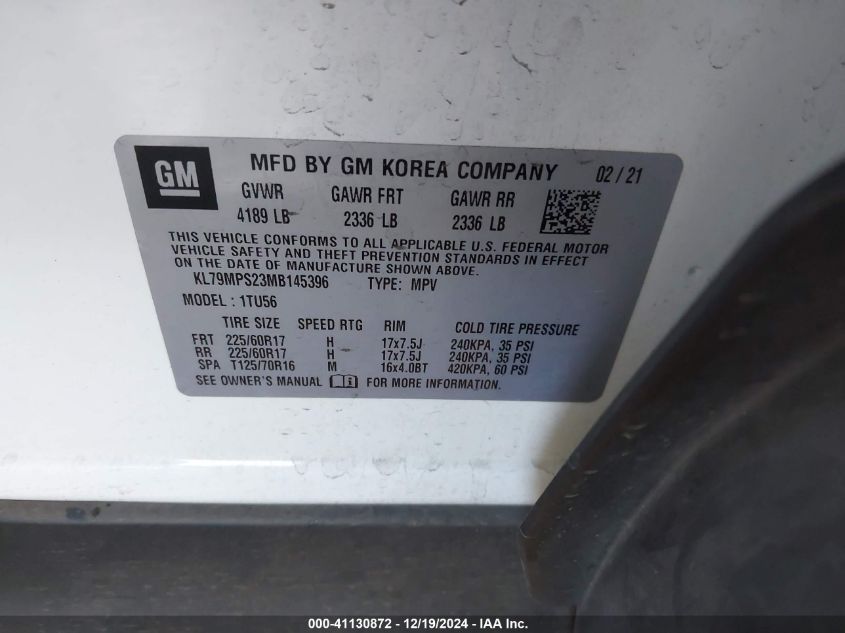 GM
MFD BY GM KOREA COMPANY 02 / 21
GVWR GAWR FRT GAWR RR
4189 LB 2336 LB 2336 LB
THIS VEHICLE CONFORMS TO ALL APPLICABLE U.S. FEDERAL MOTOR
VEHICLE SAFETY AND THEFT PREVENTION STANDARDS IN EFFECT
ON THE DATE OF MANUFACTURE SHOWN ABOVE.
KL79MPS23MB145396 TYPE: MPV
MODEL : 1TU56
TIRE SIZE SPEED RTG RIM COLD TIRE PRESSURE
FRT 225/60R17 H 17x7.5J 240KPA, 35 PSI
RR 225/60R17 H 17x7.5J 240KPA, 35 PSI
SPA T125/70R16 M 16x4.0BT 420KPA, 60 PSI
SEE OWNER'S MANUAL FOR MORE INFORMATION.
000-41130872 - 12/19/2024 - IAA Inc.